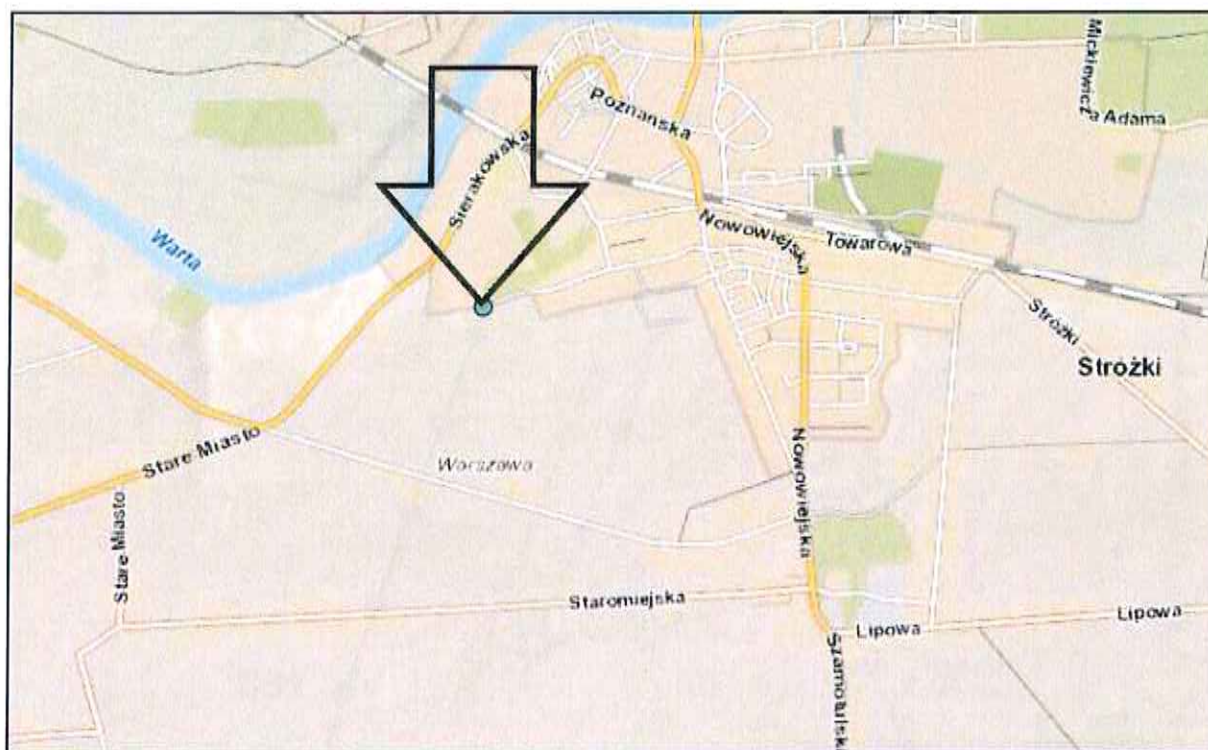 Mickiewicza Adama
Poznańska
Sierakowska
Warta
Nowowiejska
Towarowa
Stróżki
Stróżki
Stare Miasto
Warszawa
Nowowiejska
Stare Miasto
Staromiejska
Lipowa
Lipowa
Szamotulska